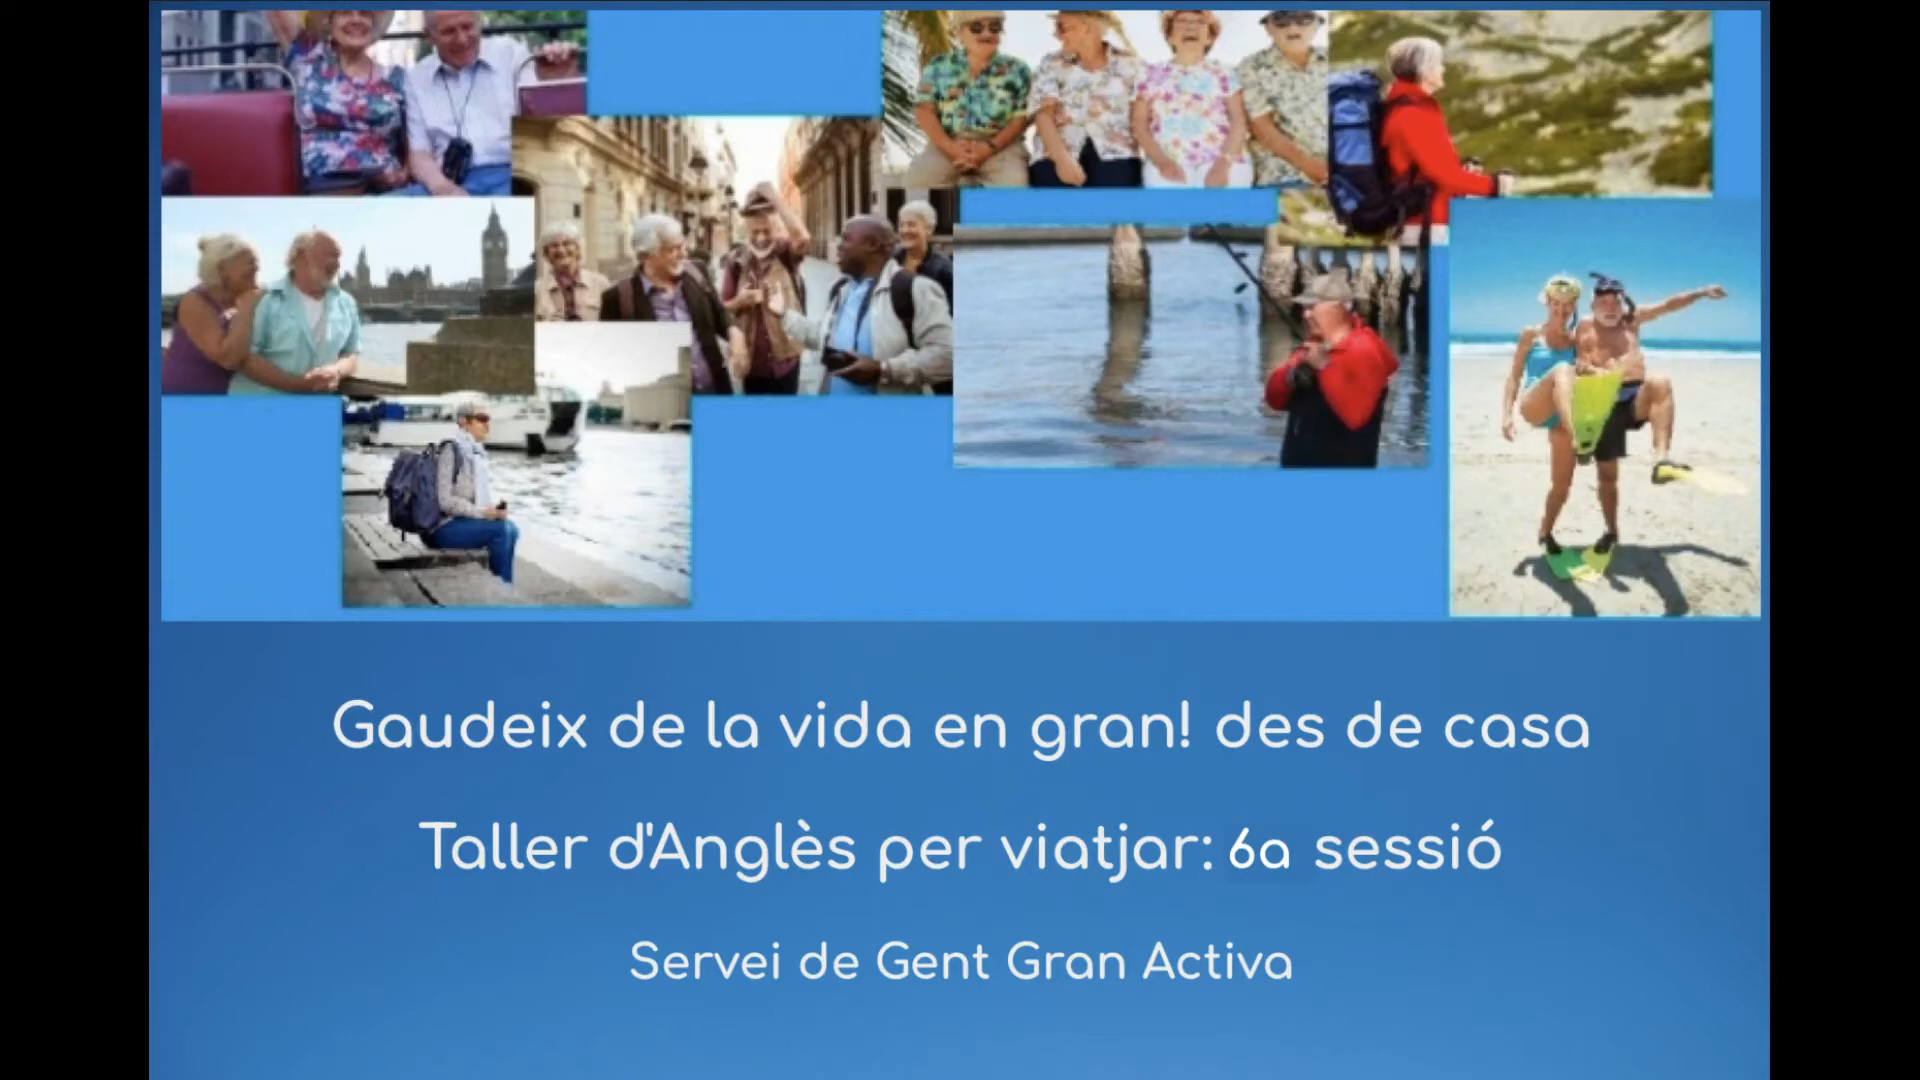 Gaudeix de la vida en gran! des de casa
Taller d'Anglès per viatjar: 6a sessió
Servei de Gent Gran Activa